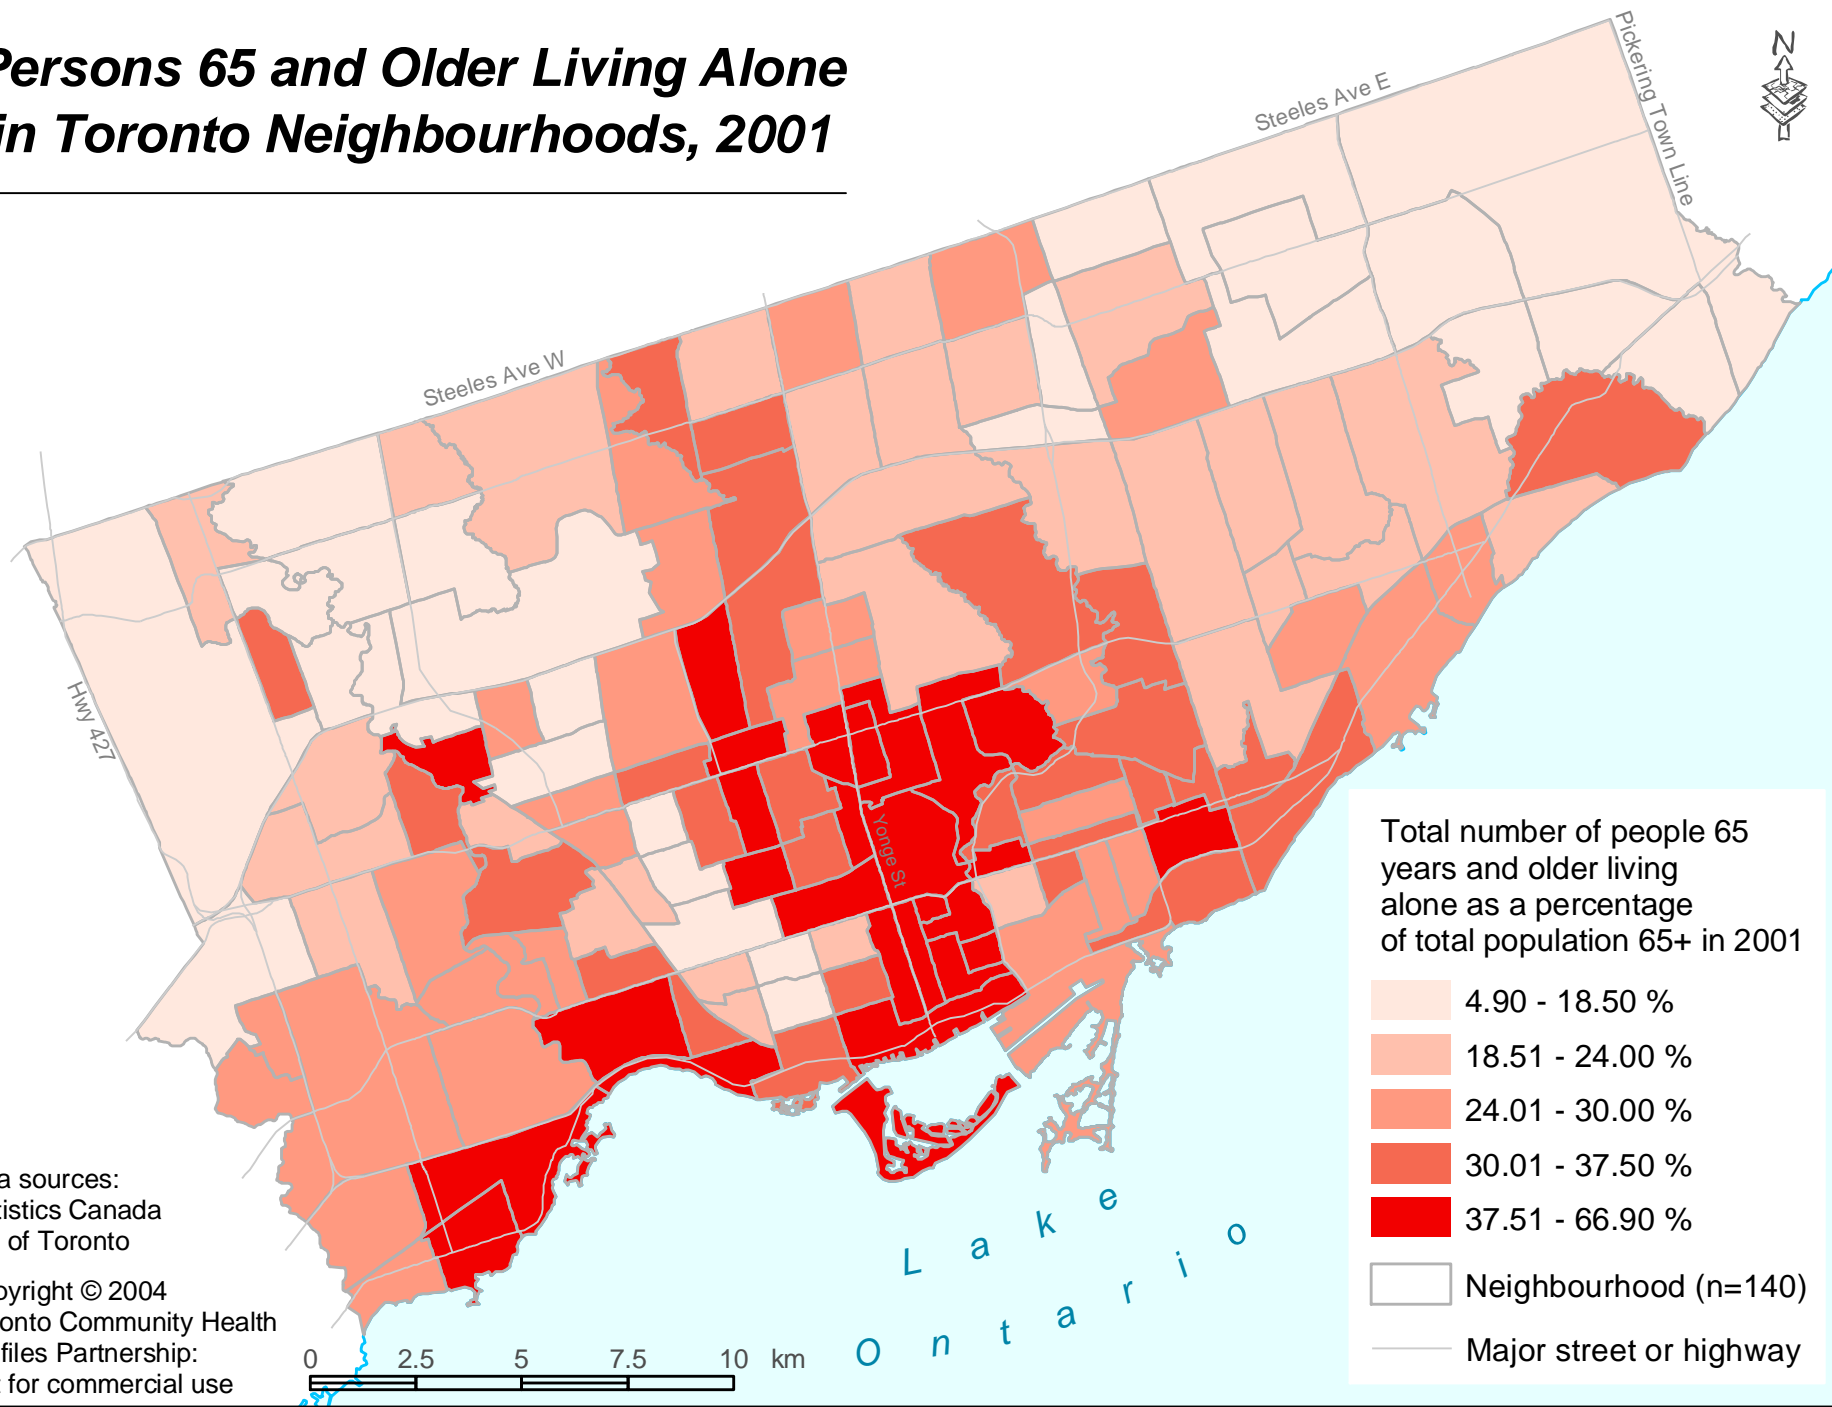 Persons 65 and Older Living Alone
in Toronto Neighbourhoods, 2001
N
Pickering Town Line
Steeles Ave E
Steeles Ave W
Hwy 427
Yonge St
Total number of people 65
years and older living
alone as a percentage
of total population 65+ in 2001
4.90 - 18.50 %
18.51 - 24.00 %
24.01 - 30.00 %
30.01 - 37.50 %
37.51 - 66.90 %
Neighbourhood (n=140)
Major street or highway
Lake
Ontario
a sources:
tistics Canada
of Toronto
pyright © 2004
onto Community Health
files Partnership:
t for commercial use
0 2.5 5 7.5 10 km